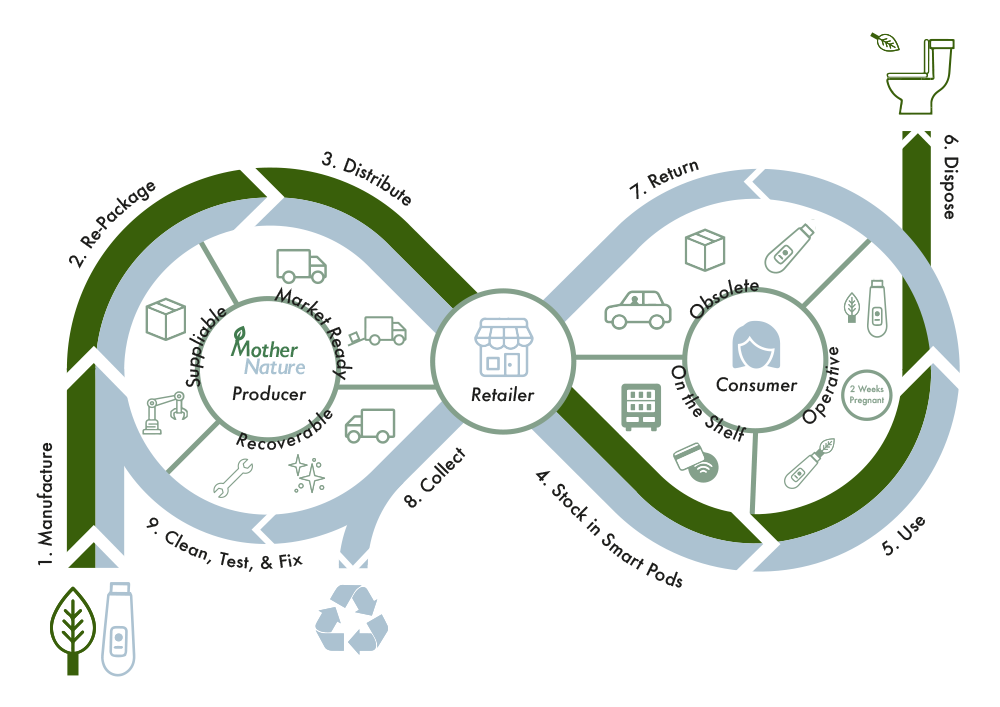 1. Manufacture
2. Re-Package
3. Distribute
4. Stock in Smart Pods
5. Use
6. Dispose
7. Return
8. Collect
9. Clean, Test, & Fix
Suppliable
Market Ready
Recoverable
Mother
Nature
Producer
Retailer
Obsolete
On the Shelf
Operative
Consumer
2 Weeks
Pregnant